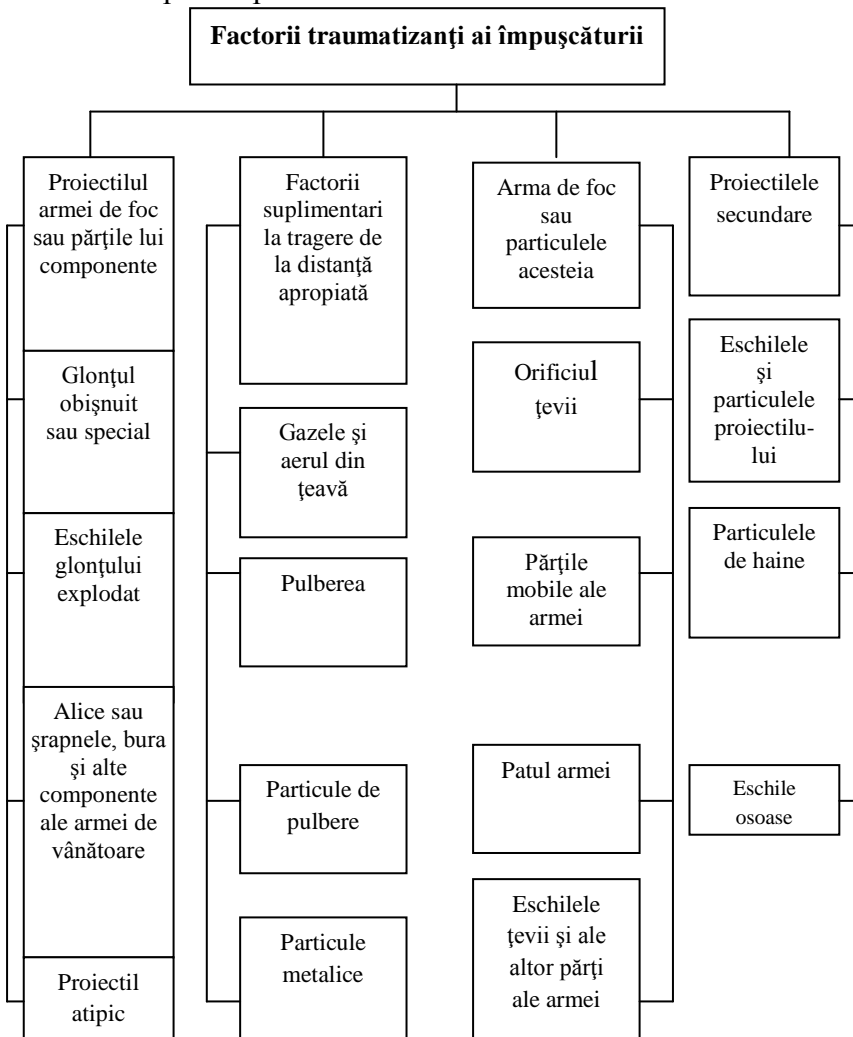 Factorii traumatizanţi ai împuşcăturii
Proiectilul
armei de foc
sau părţile lui
componente
Glonţul
obişnuit
sau special
Eschilele
glonţului
explodat
Alice sau
şrapnele, bura
şi alte
componente
ale armei de
vânătoare
Proiectil
atipic
Factorii
suplimentari
la tragere de
la distanţă
apropiată
Gazele şi
aerul din
ţeavă
Pulberea
Particule de
pulbere
Particule
metalice
Arma de foc
sau
particulele
acesteia
Orificiul
ţevii
Părţile
mobile ale
armei
Patul armei
Eschilele
ţevii şi ale
altor părţi
ale armei
Proiectilele
secundare
Eschilele
şi
particulele
proiectilu-
lui
Particulele
de haine
Eschile
osoase